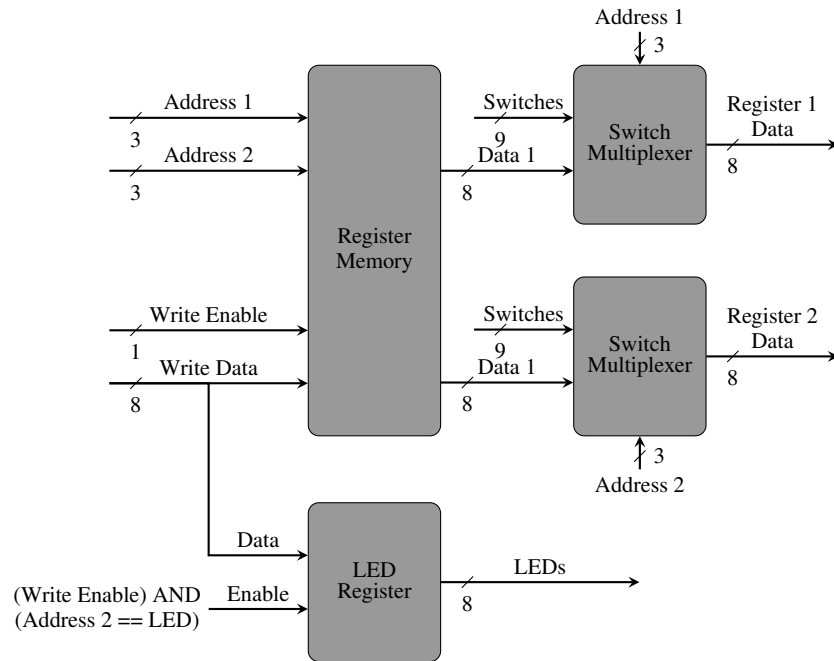 Address 1
3
Address 1
3
Address 2
3
Write Enable
1
Write Data
8
Register
Memory
Switches
9
Data 1
8
Switch
Multiplexer
Register 1
Data
8
Switches
9
Data 1
8
Switch
Multiplexer
Register 2
Data
8
3
Address 2
Data
(Write Enable) AND
(Address 2 == LED)
Enable
LED
Register
LEDs
8